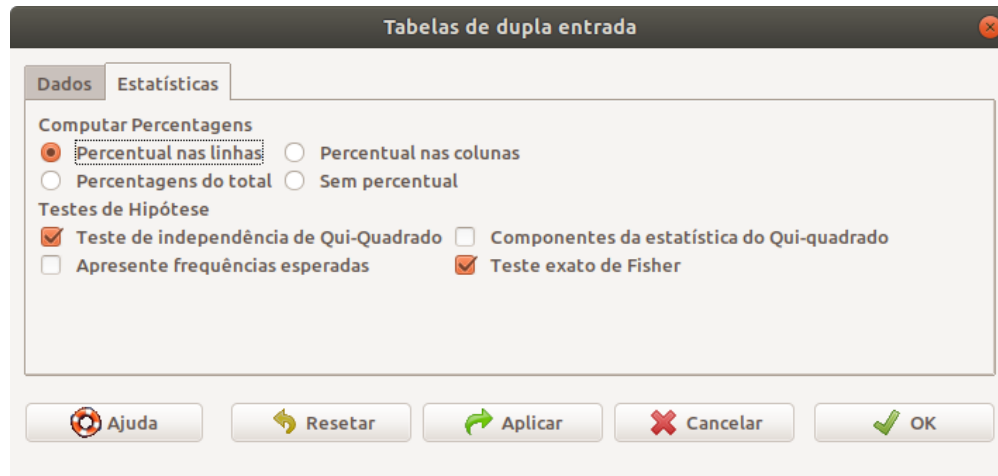 Tabelas de dupla entrada
Dados Estatísticas
Computar Percentagens
Percentual nas linhas Percentual nas colunas
Percentagens do total Sem percentual
Testes de Hipótese
Teste de independência de Qui-Quadrado Componentes da estatística do Qui-quadrado
Apresente frequências esperadas Teste exato de Fisher
Ajuda Resetar Aplicar Cancelar OK